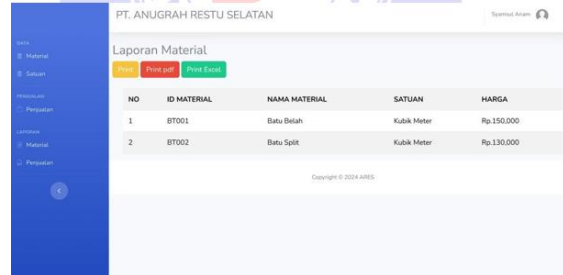 PT. ANUGRAH RESTU SELATAN
Syamsul Anam
DATA
Material
Satuan
PENJUALAN
Penjualan
LAPORAN
Material
Penjualan
Laporan Material
Print Print pdf Print Excel
NO ID MATERIAL NAMA MATERIAL SATUAN HARGA
1 BT001 Batu Belah Kubik Meter Rp.150,000
2 BT002 Batu Split Kubik Meter Rp.130,000
Copyright © 2024 ARES